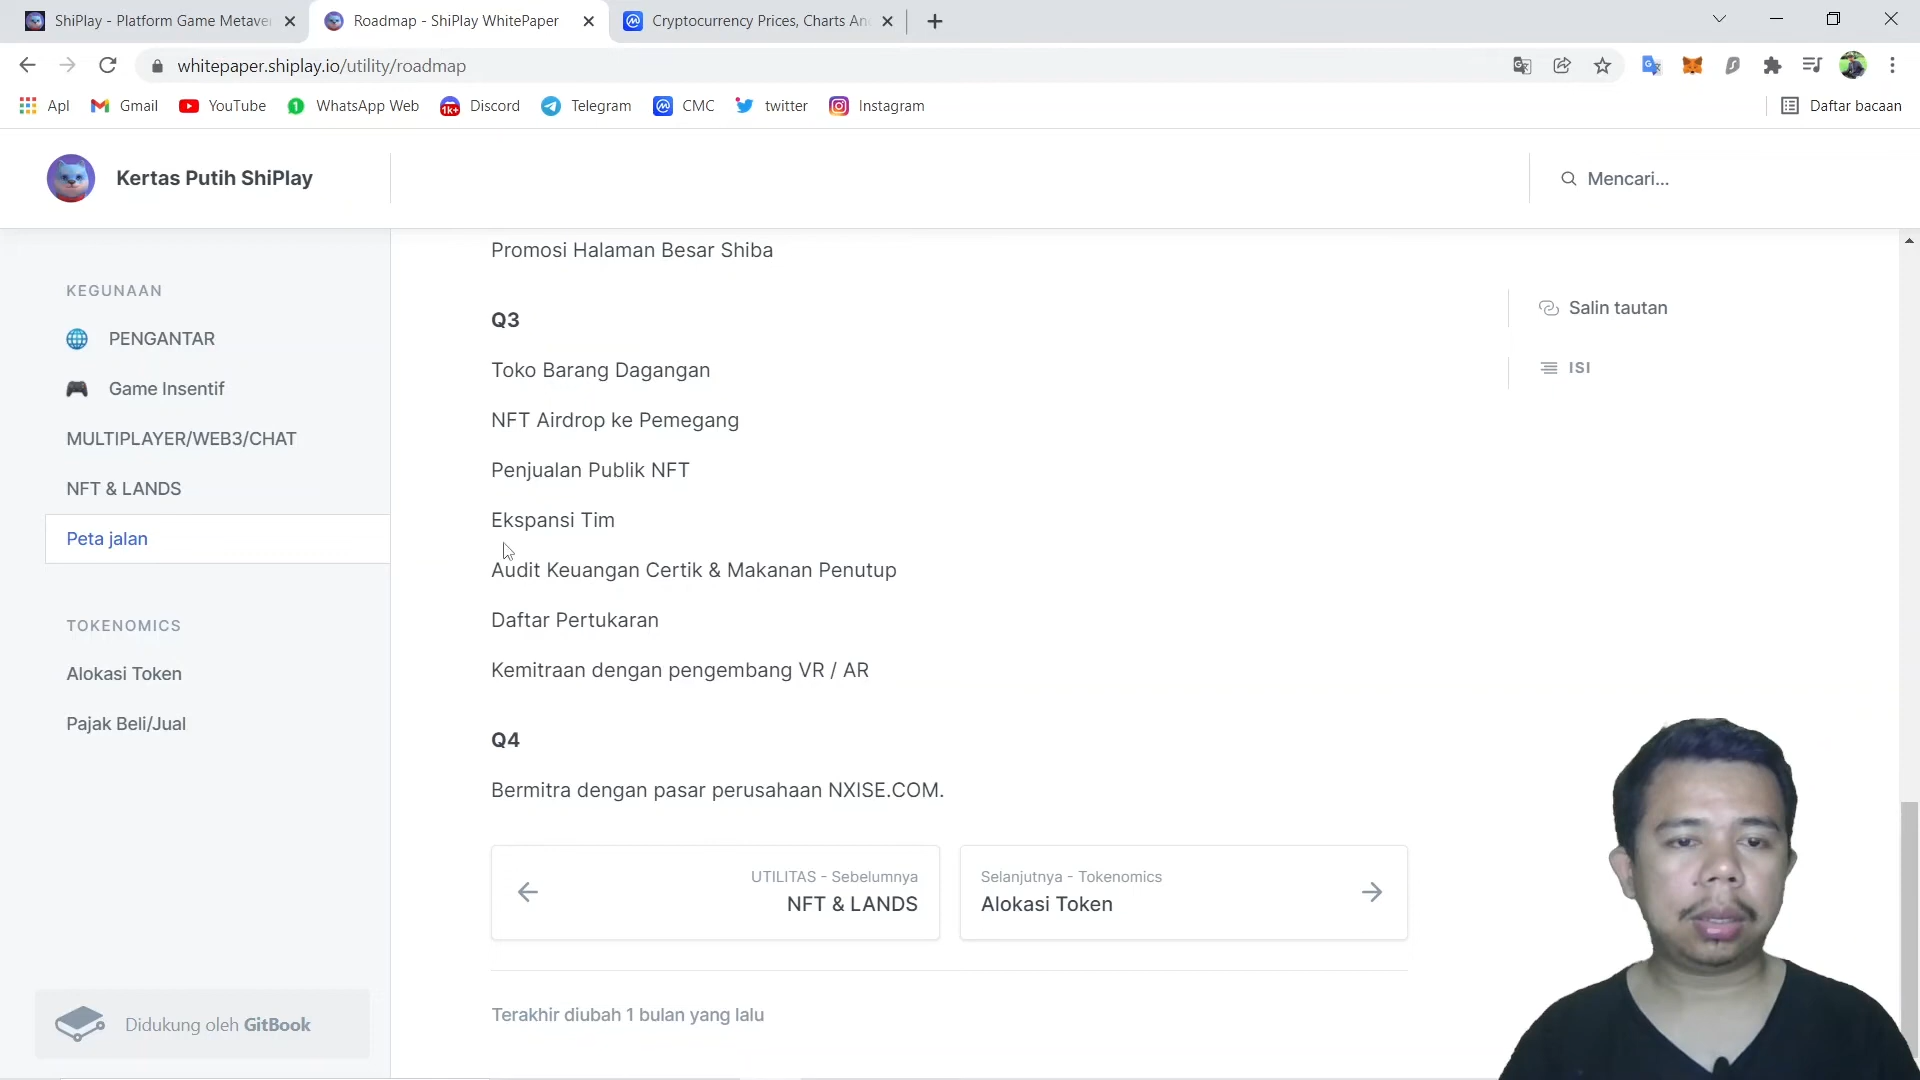 ShiPlay - Platform Game Metaver
Roadmap - ShiPlay WhitePaper
Cryptocurrency Prices, Charts An
whitepaper.shiplay.io/utility/roadmap
Apl
Gmail
YouTube
WhatsApp Web
1k+
Discord
Telegram
CMC
twitter
Instagram
Daftar bacaan
Kertas Putih ShiPlay
Mencari...
KEGUNAAN
PENGANTAR
Game Insentif
MULTIPLAYER/WEB3/CHAT
NFT & LANDS
Peta jalan
TOKENOMICS
Alokasi Token
Pajak Beli/Jual
Didukung oleh GitBook
Promosi Halaman Besar Shiba
Q3
Toko Barang Dagangan
NFT Airdrop ke Pemegang
Penjualan Publik NFT
Ekspansi Tim
Audit Keuangan Certik & Makanan Penutup
Daftar Pertukaran
Kemitraan dengan pengembang VR / AR
Q4
Bermitra dengan pasar perusahaan NXISE.COM.
UTILITAS - Sebelumnya
NFT & LANDS
Selanjutnya - Tokenomics
Alokasi Token
Terakhir diubah 1 bulan yang lalu
Salin tautan
ISI